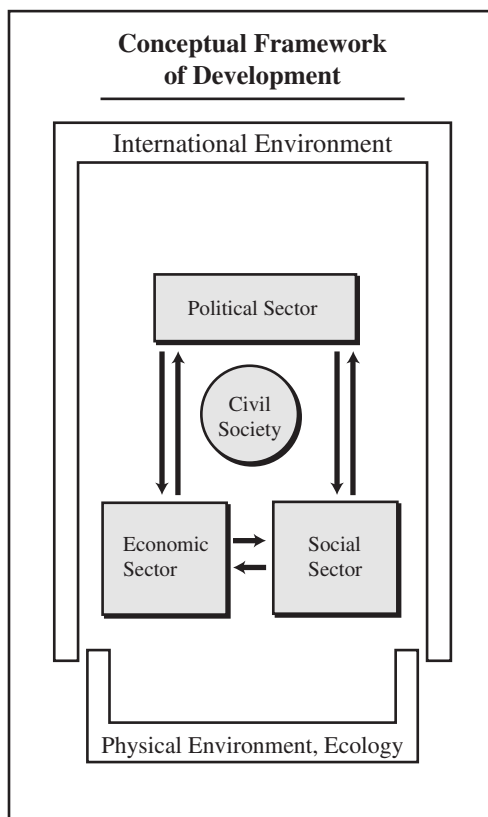 Conceptual Framework
of Development
International Environment
Political Sector
Civil
Society
Economic
Sector
Social
Sector
Physical Environment, Ecology